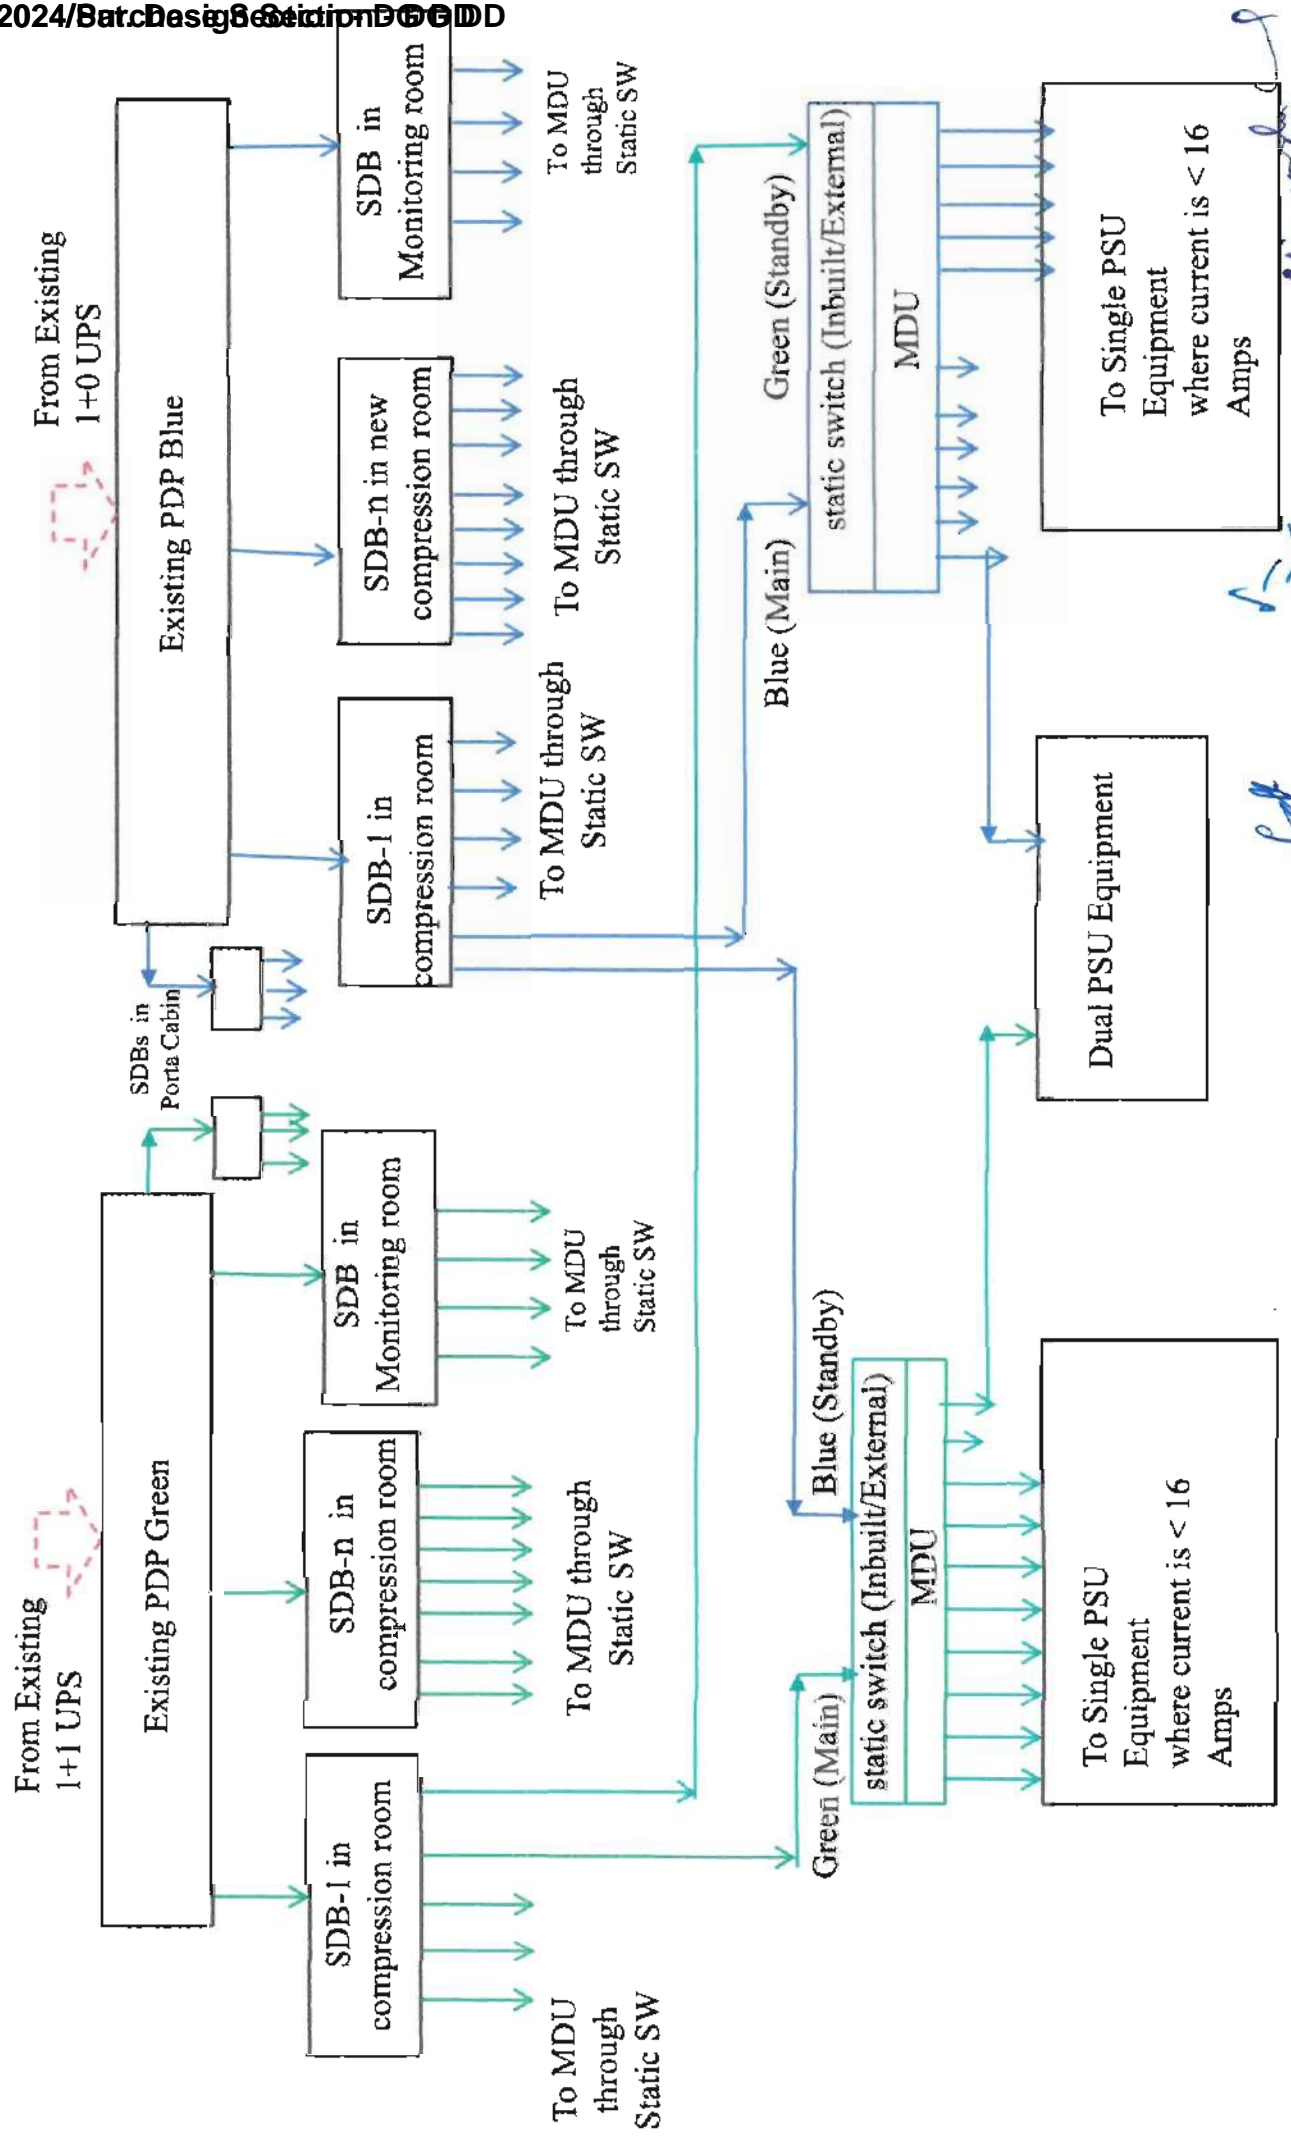 From Existing
1+1 UPS
Existing PDP Green
From Existing
1+0 UPS
Existing PDP Blue
SDBs in
Porta Cabin
SDB-1 in
compression room
SDB-n in
compression room
SDB in
Monitoring room
SDB-1 in
compression room
SDB-n in new
compression room
SDB in
Monitoring room
To MDU
through
Static SW
To MDU through
Static SW
To MDU
through
Static SW
To MDU through
Static SW
To MDU through
Static SW
To MDU
through
Static SW
Green (Main)
Blue (Standby)
static switch (Inbuilt/External)
MDU
Blue (Main)
Green (Standby)
static switch (Inbuilt/External)
MDU
To Single PSU
Equipment
where current is < 16
Amps
Dual PSU Equipment
To Single PSU
Equipment
where current is < 16
Amps